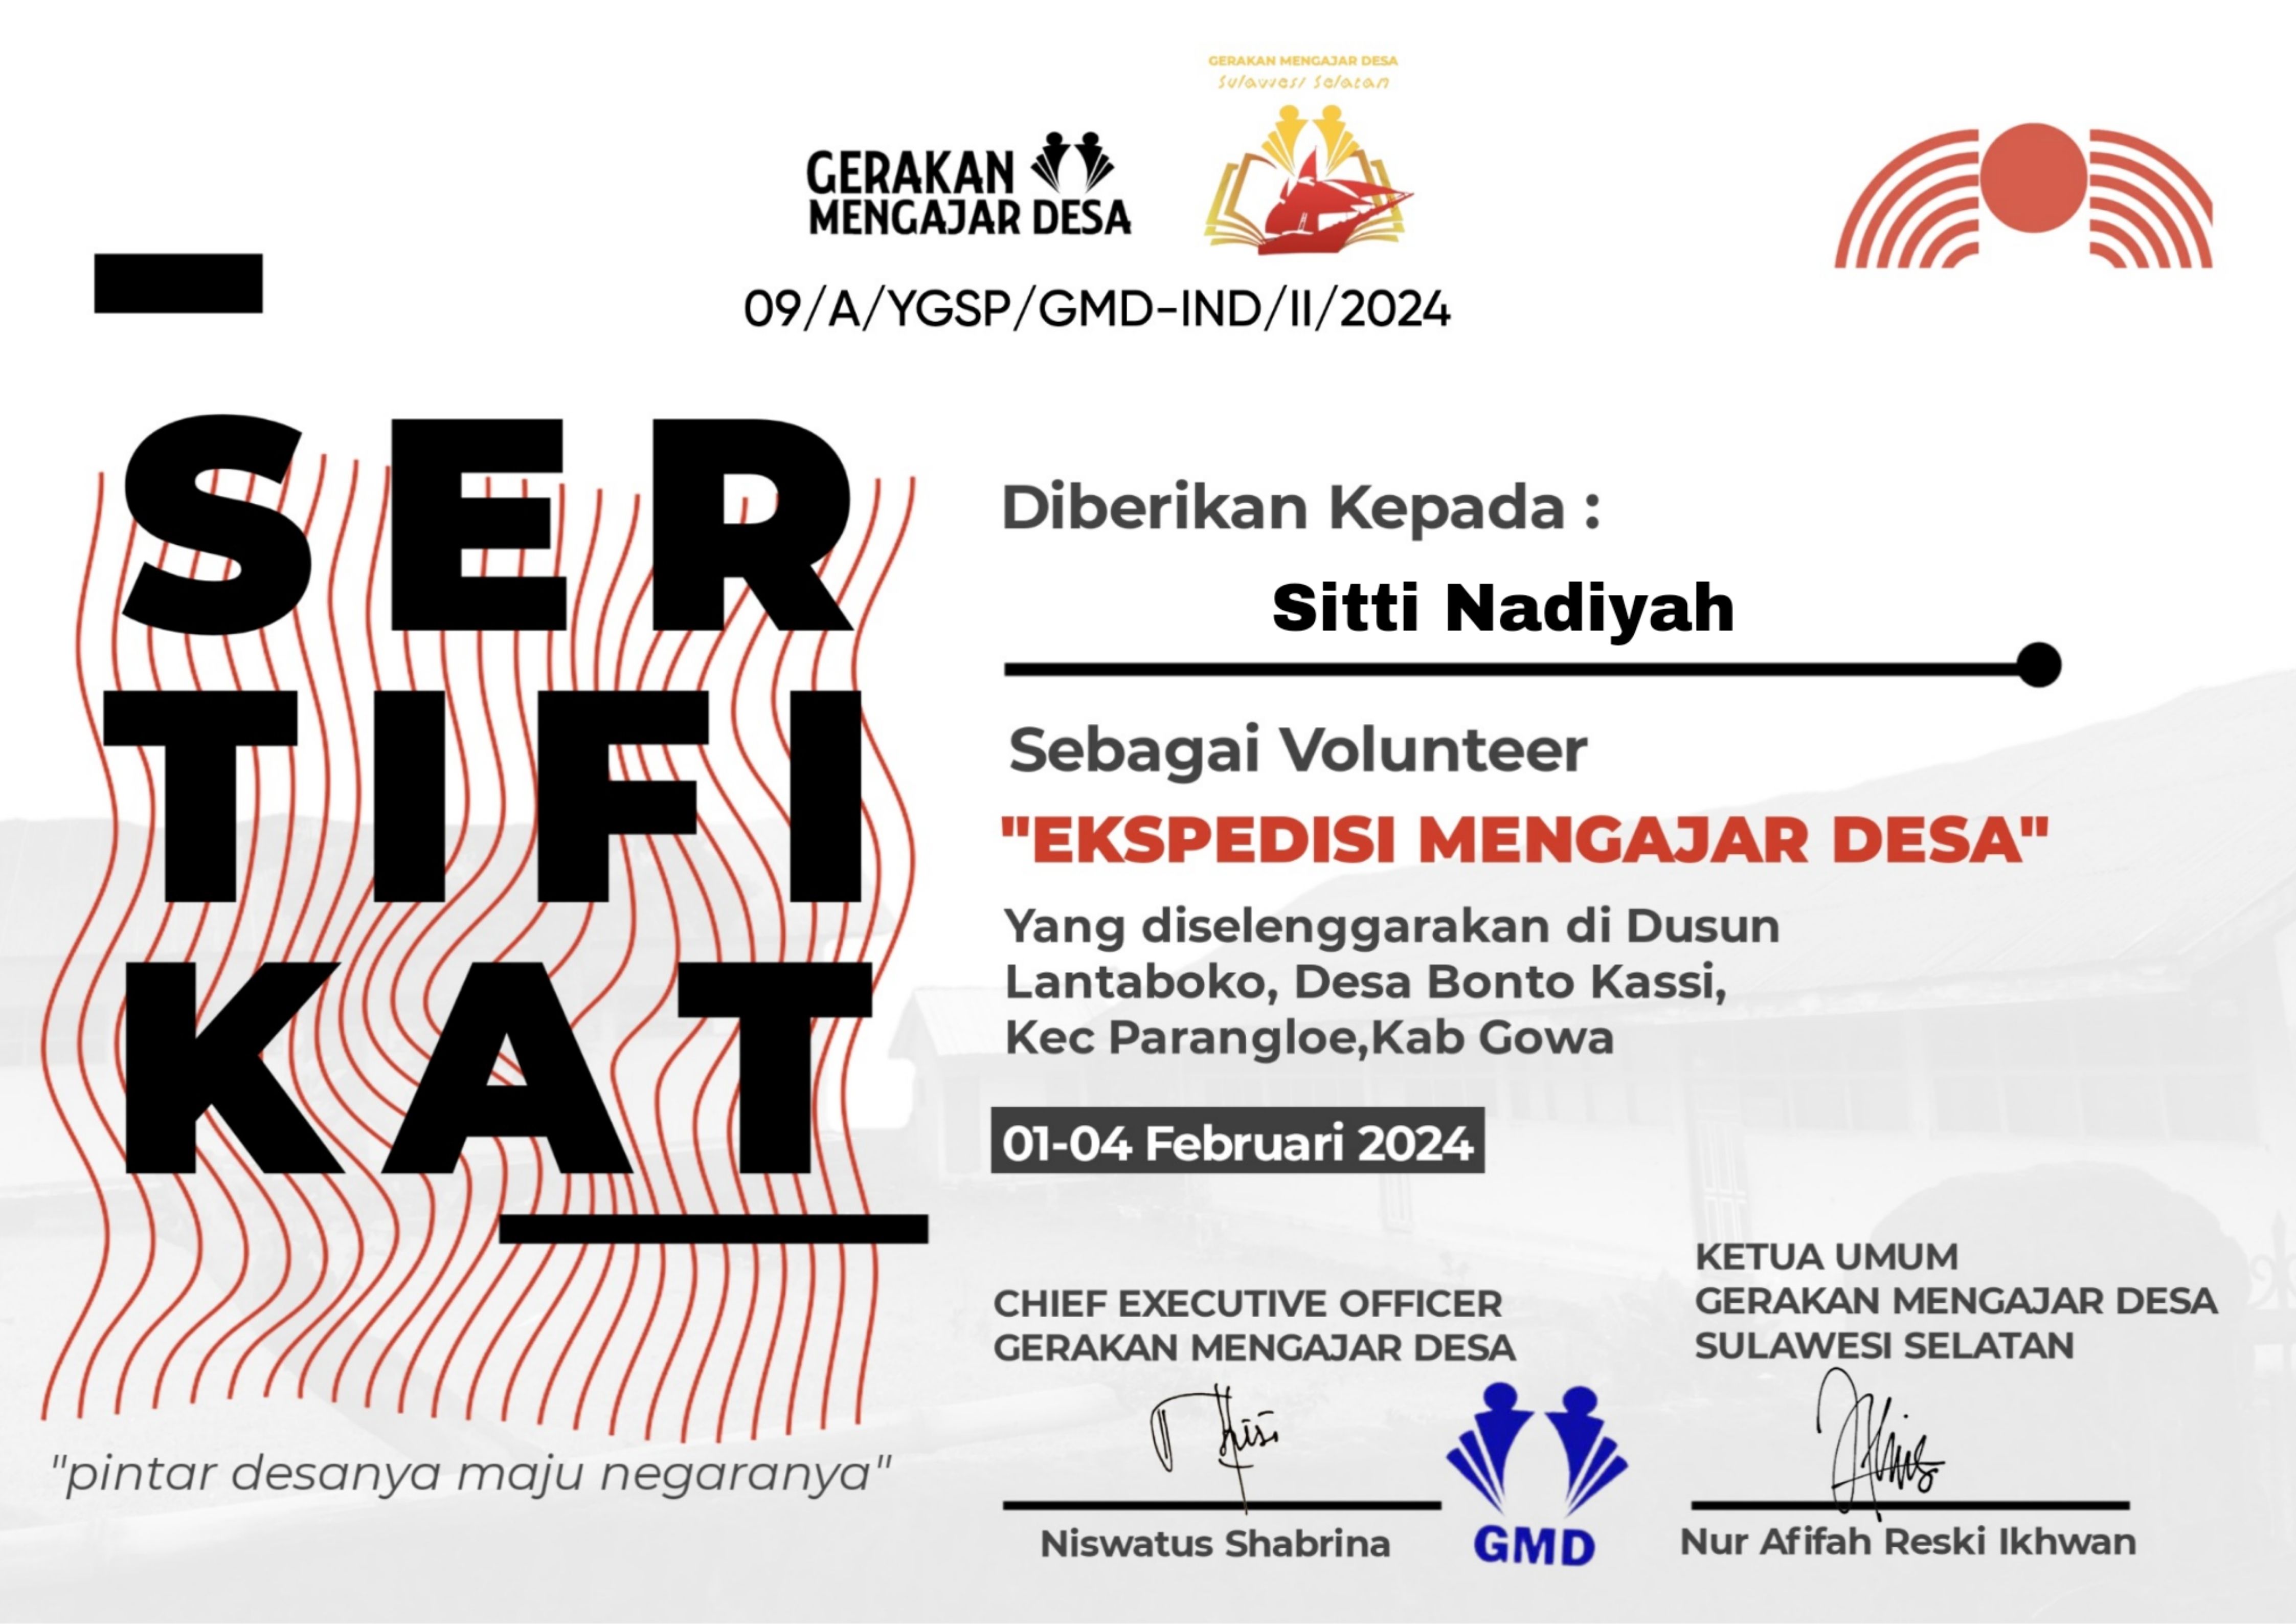 GERAKAN MENGAJAR DESA
Sulawesi Selatan
GERAKAN
MENGAJAR DESA
09/A/YGSP/GMD-IND/II/2024
SER
TIFI
KAT
"pintar desanya maju negaranya"
Diberikan Kepada :
Sitti Nadiyah
Sebagai Volunteer
"EKSPEDISI MENGAJAR DESA"
Yang diselenggarakan di Dusun
Lantaboko, Desa Bonto Kassi,
Kec Parangloe,Kab Gowa
01-04 Februari 2024
CHIEF EXECUTIVE OFFICER
GERAKAN MENGAJAR DESA
Niswatus Shabrina
GMD
KETUA UMUM
GERAKAN MENGAJAR DESA
SULAWESI SELATAN
Nur Afifah Reski Ikhwan